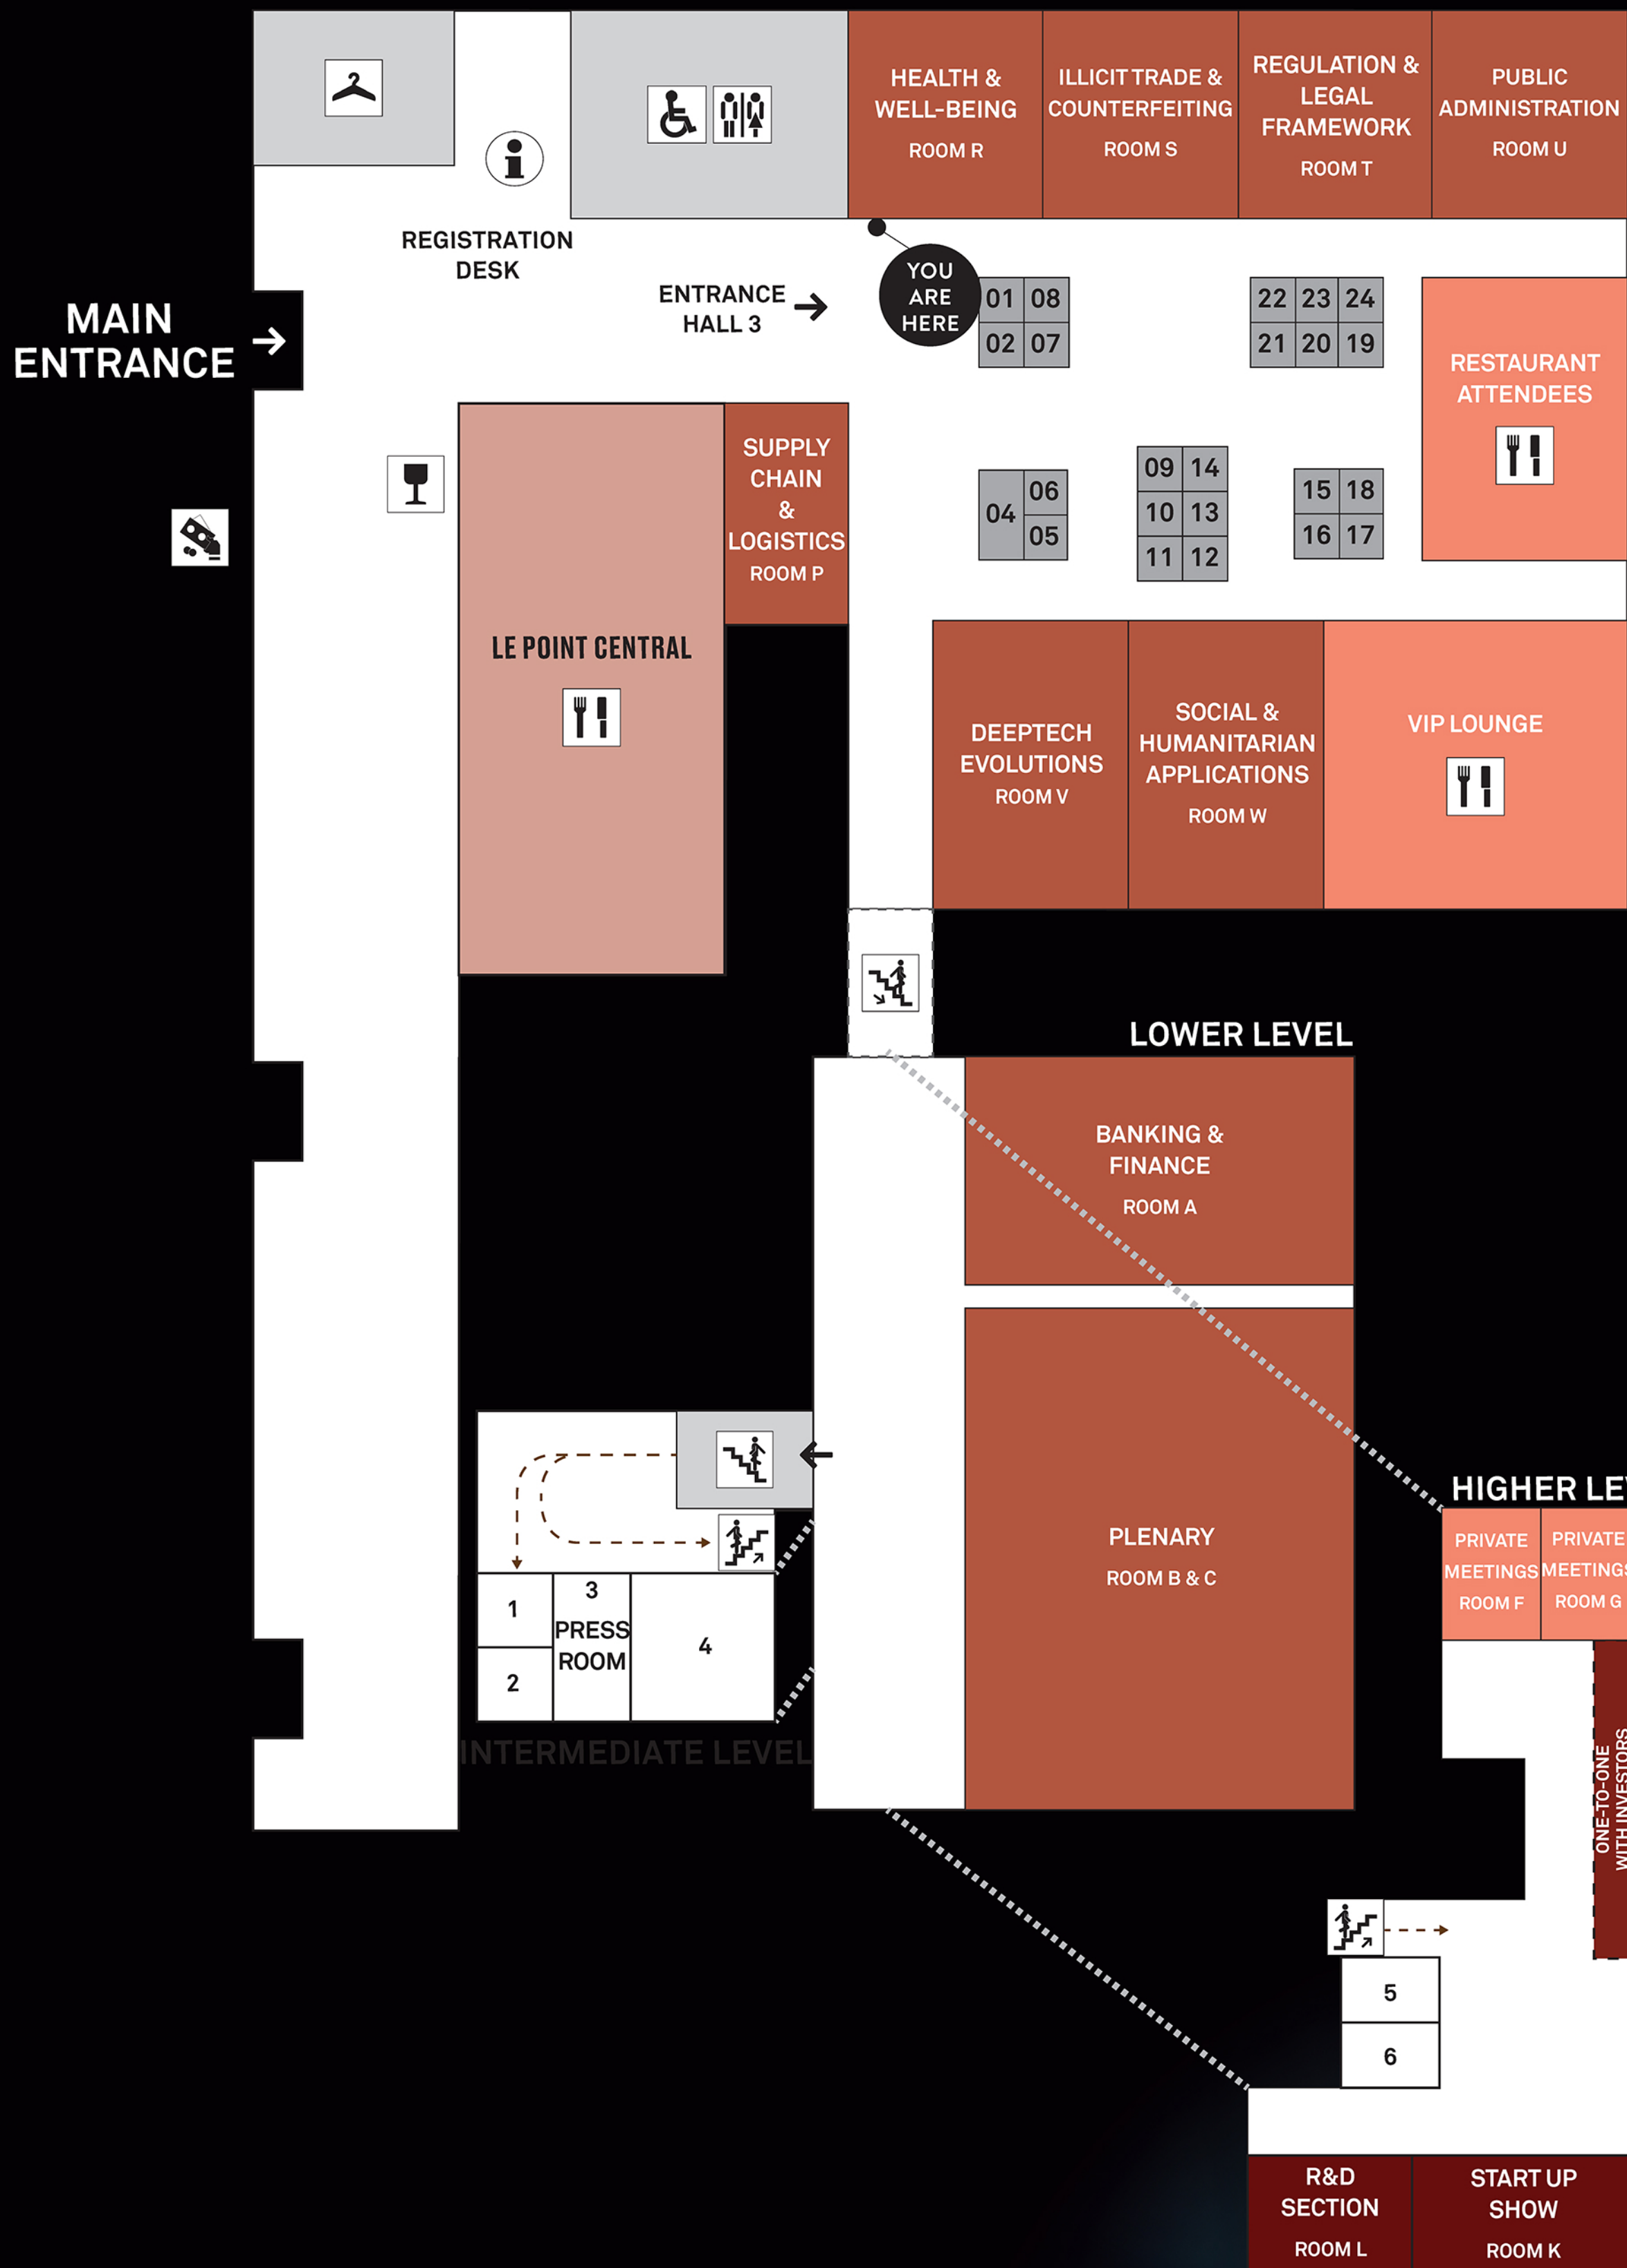 HEALTH &
WELL-BEING
ROOM R
ILLICIT TRADE &
COUNTERFEITING
ROOM S
REGULATION &
LEGAL
FRAMEWORK
ROOM T
PUBLIC
ADMINISTRATION
ROOM U
REGISTRATION
DESK
MAIN
ENTRANCE
ENTRANCE
HALL 3
YOU
ARE
HERE
01 08
02 07
22 23 24
21 20 19
RESTAURANT
ATTENDEES
SUPPLY
CHAIN
&
LOGISTICS
ROOM P
04
06
05
09 14
10 13
11 12
15 18
16 17
LE POINT CENTRAL
DEEPTECH
EVOLUTIONS
ROOM V
SOCIAL &
HUMANITARIAN
APPLICATIONS
ROOM W
VIP LOUNGE
LOWER LEVEL
BANKING &
FINANCE
ROOM A
PLENARY
ROOM B & C
1
2
3
PRESS
ROOM
4
INTERMEDIATE LEVEL
HIGHER LE
PRIVATE
MEETINGS
ROOM F
PRIVATE
MEETINGS
ROOM G
ONE-TO-ONE
WITH INVESTORS
5
6
R&D
SECTION
ROOM L
START UP
SHOW
ROOM K